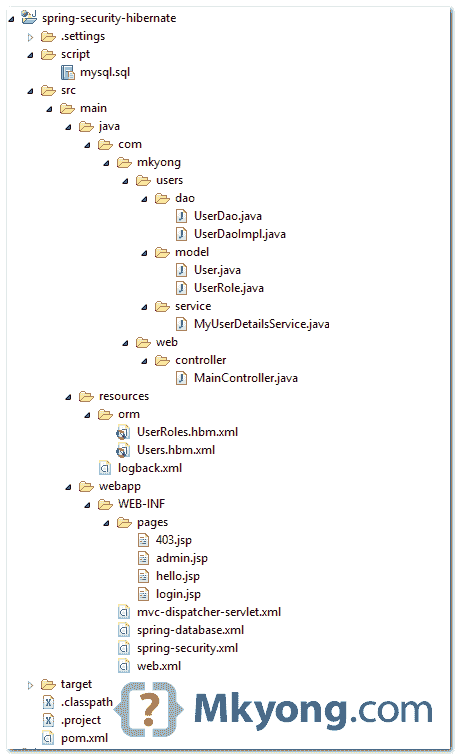 spring-security-hibernate
.settings
script
mysql.sql
src
main
java
com
mkyong
users
dao
UserDao.java
UserDaoImpl.java
model
User.java
UserRole.java
service
MyUserDetailsService.java
web
controller
MainController.java
resources
orm
UserRoles.hbm.xml
Users.hbm.xml
logback.xml
webapp
WEB-INF
pages
403.jsp
admin.jsp
hello.jsp
login.jsp
mvc-dispatcher-servlet.xml
spring-database.xml
spring-security.xml
web.xml
target
.classpath
.project
pom.xml
{?} Mkyong.com